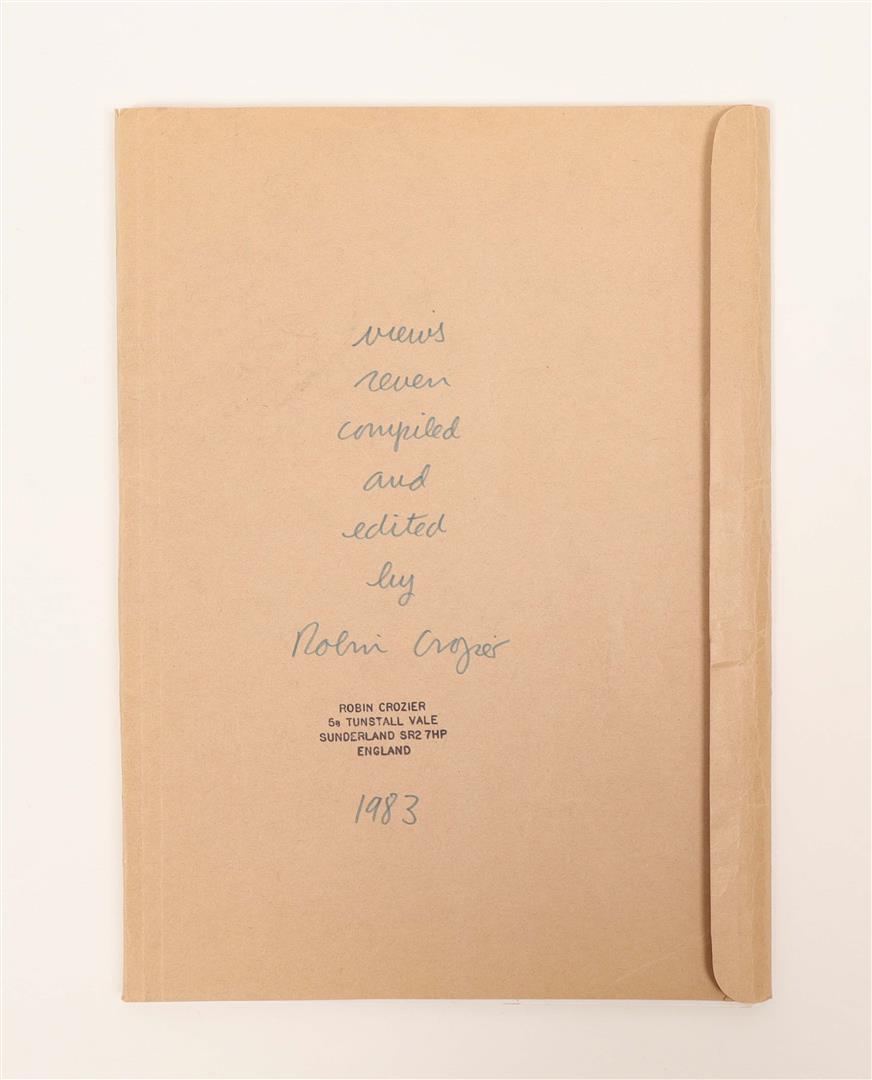 views
seven
compiled
and
edited
by
Robin Crozier
ROBIN CROZIER
5B TUNSTALL VALE
SUNDERLAND SR2 7HP
ENGLAND
1983